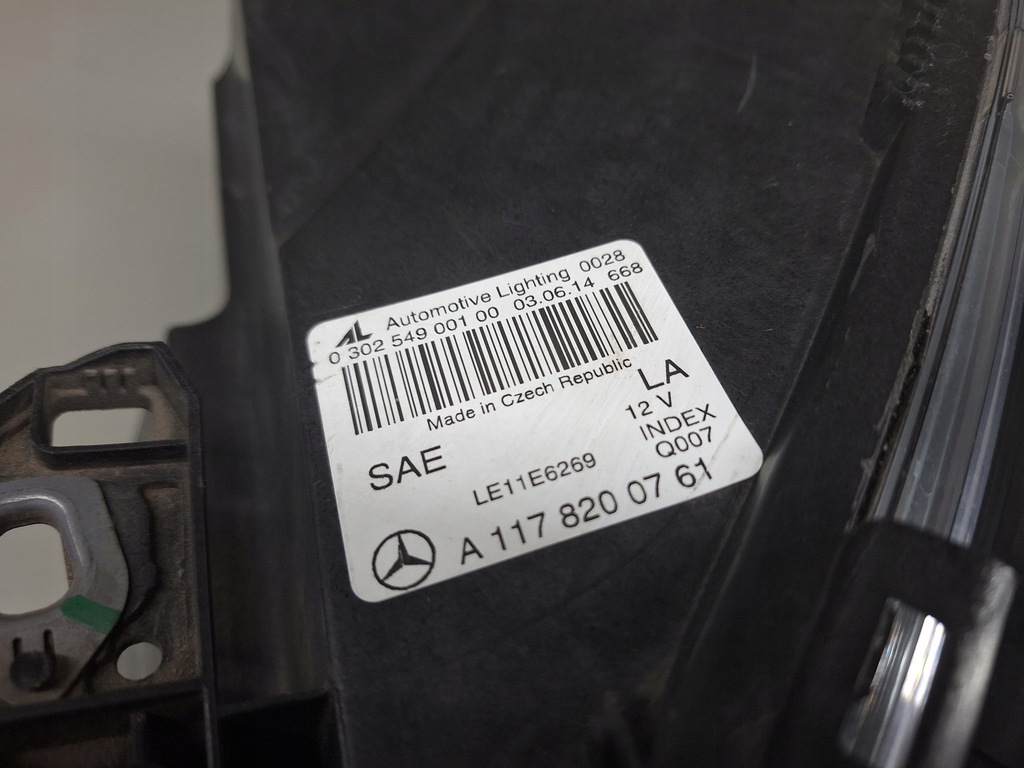 AL Automotive Lighting 0028
0 302 549 001 00 03.06.14 668
Made in Czech Republic
LA
SAE
12 V
INDEX
LE11E6269
Q007
A 117 820 07 61